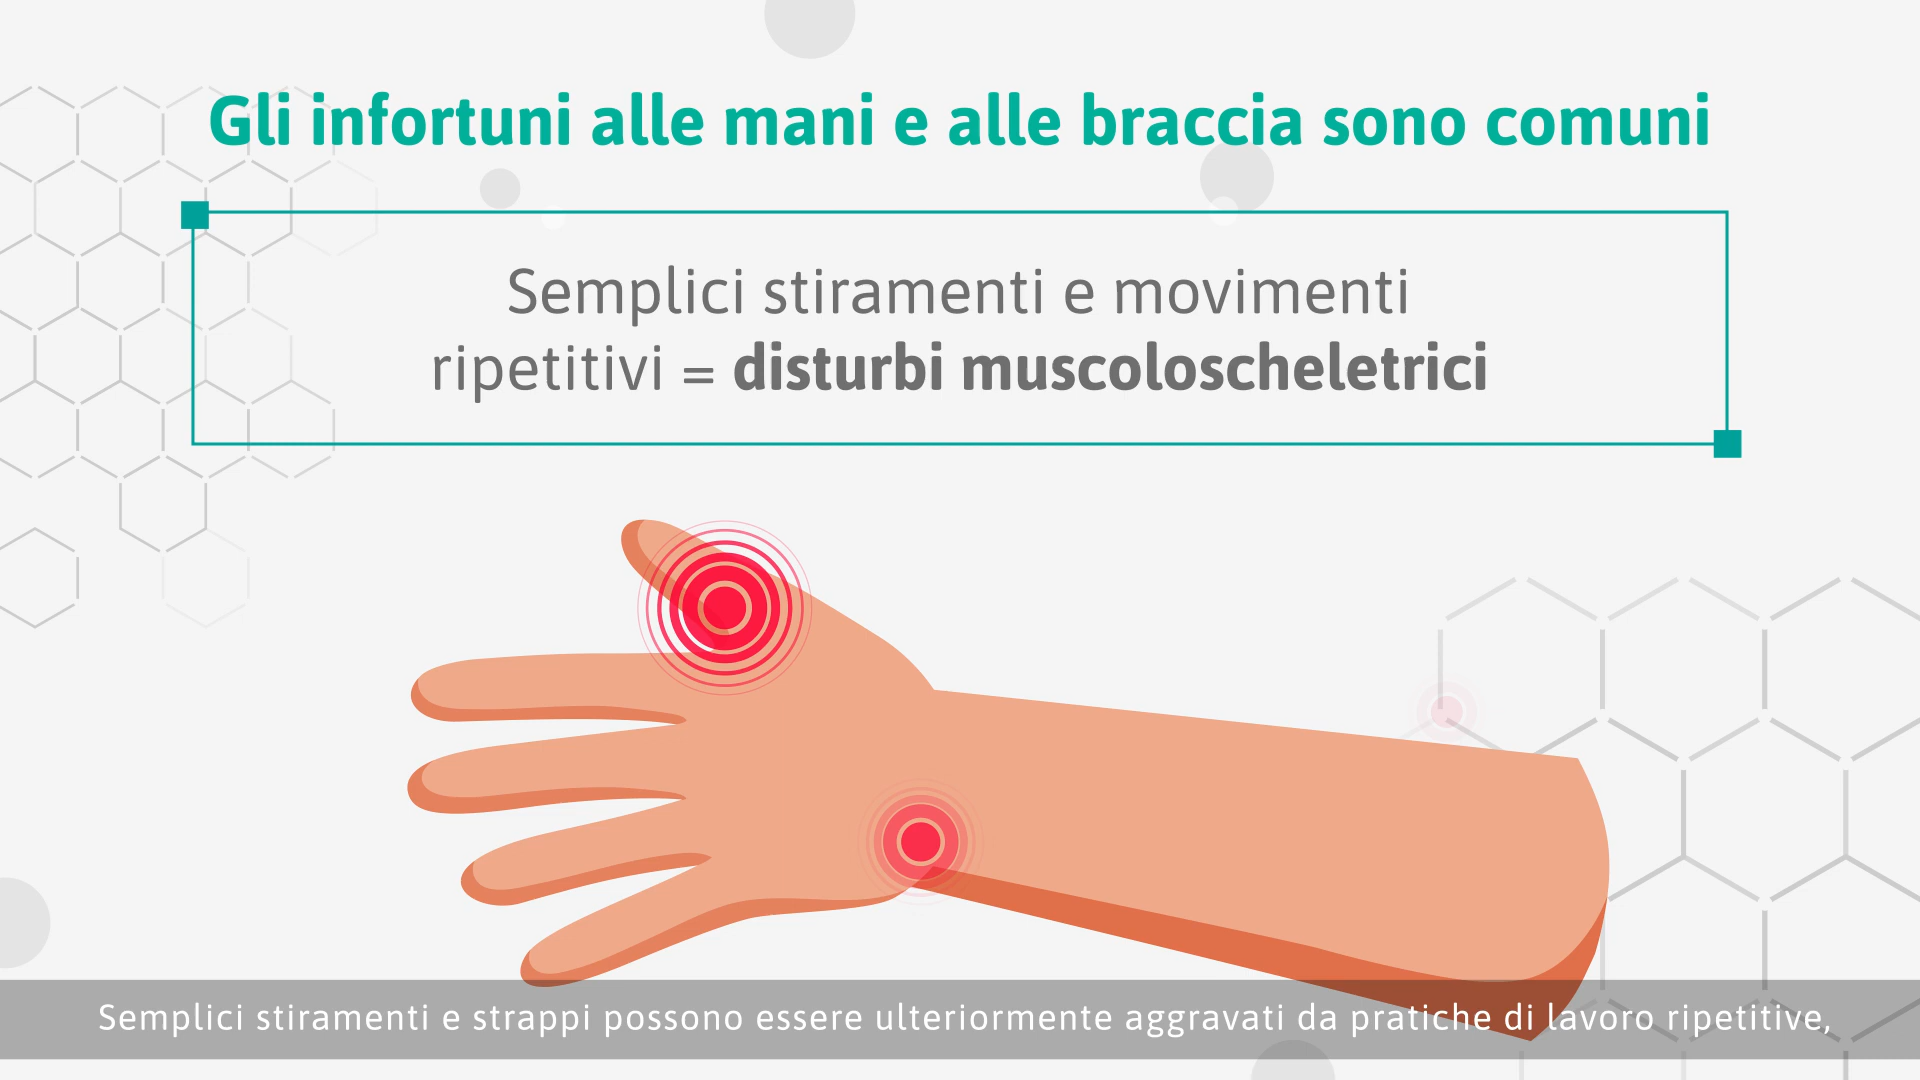 Gli infortuni alle mani e alle braccia sono comuni
Semplici stiramenti e movimenti
ripetitivi = disturbi muscoloscheletrici
Semplici stiramenti e strappi possono essere ulteriormente aggravati da pratiche di lavoro ripetitive,